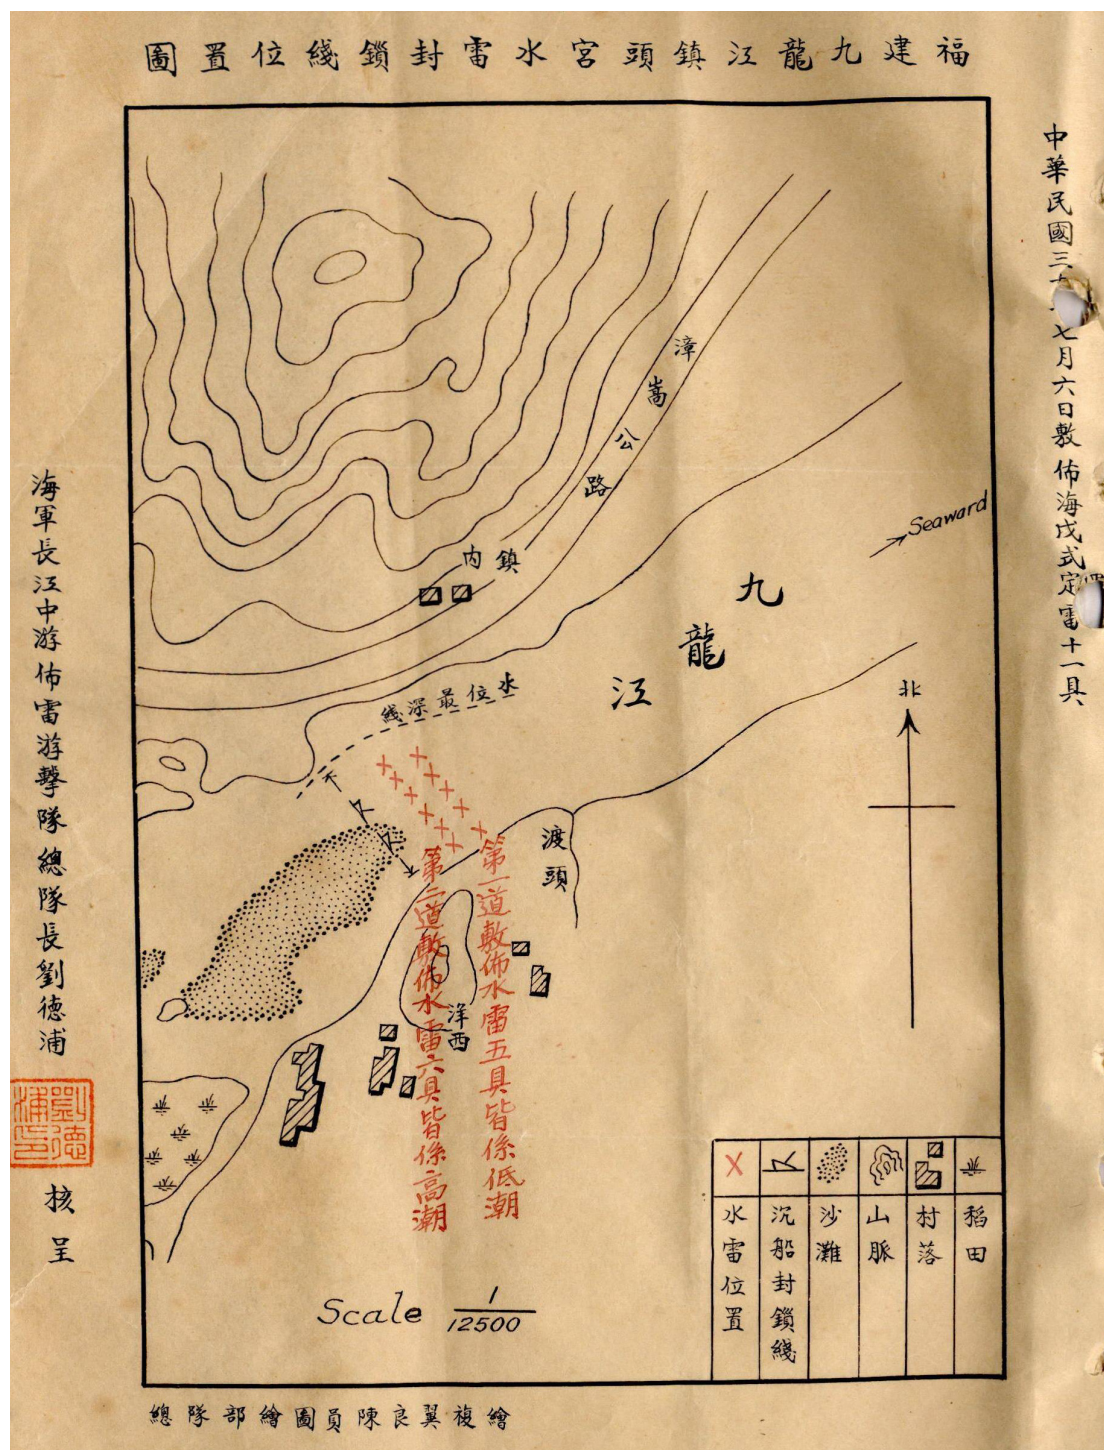 福建九龍江鎮頭宮水雷封鎖綫位置圖
中華民國三十
七月六日敷佈海戊式定雷十一具
漳嵩公路
Seaward
九龍江
鎮内
水位最深綫
北
渡頭
第一道敷佈水雷五具皆係低潮
第二道敷佈水雷六具皆係高潮
洋西
稻田
村落
山脈
沙灘
沉船封鎖綫
水雷位置
Scale 1/12500
海軍長江中游佈雷游擊隊總隊長劉德浦
劉德浦印
核呈
總隊部繪圖員陳良翼複繪